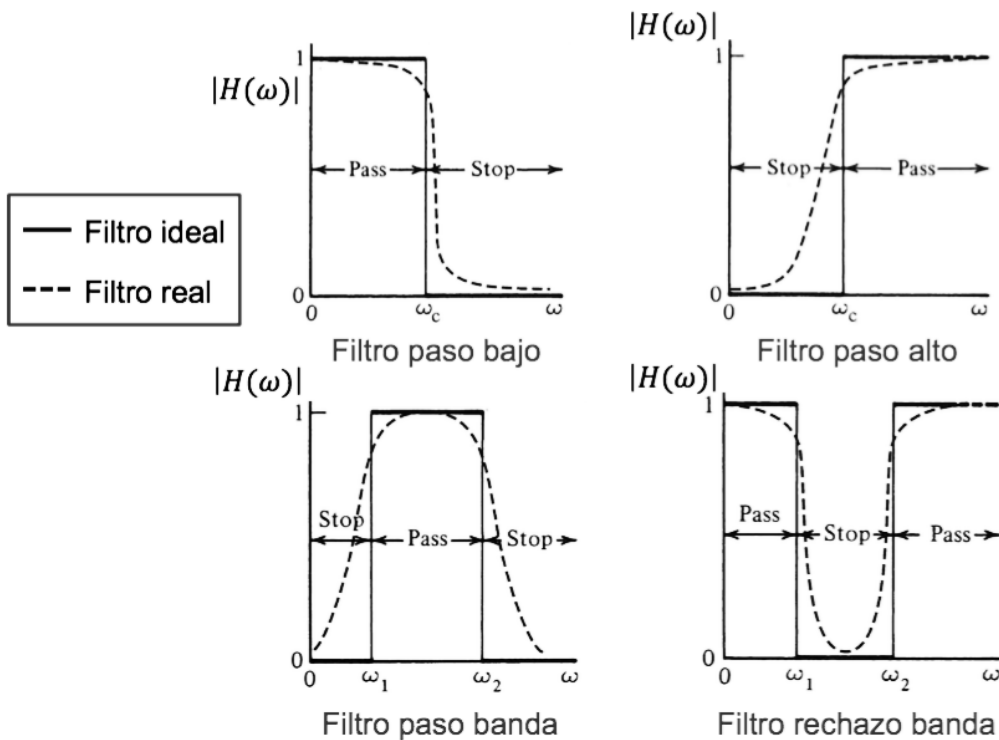 Filtro ideal
Filtro real
|H(ω)|
1
0
Pass
Stop
0
ω_c
ω
Filtro paso bajo
|H(ω)|
1
0
Stop
Pass
0
ω_c
ω
Filtro paso alto
|H(ω)|
1
0
Stop
Pass
Stop
0
ω_1
ω_2
ω
Filtro paso banda
|H(ω)|
1
0
Pass
Stop
Pass
0
ω_1
ω_2
ω
Filtro rechazo banda